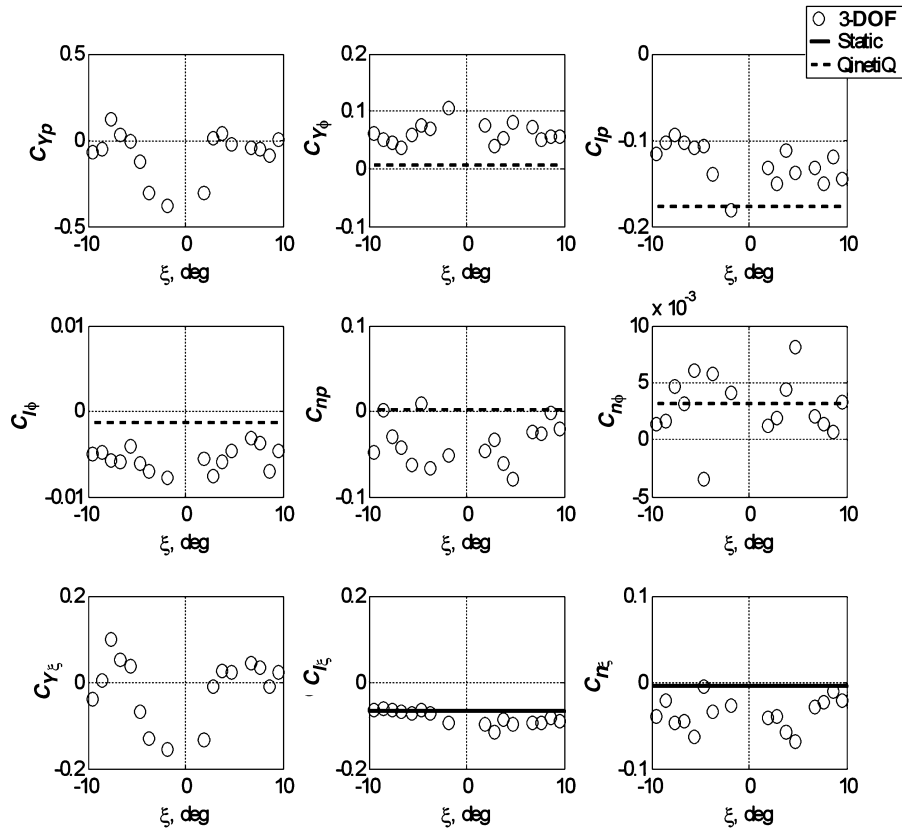 3-DOF
Static
QinetiQ
0.5
0
-0.5
C_Yp
-10 0 10
ξ, deg
0.2
0.1
0
-0.1
C_Yϕ
-10 0 10
ξ, deg
0
-0.1
-0.2
C_lp
-10 0 10
ξ, deg
0.01
0
-0.01
C_lϕ
-10 0 10
ξ, deg
0.1
0
-0.1
C_np
-10 0 10
ξ, deg
x 10⁻³
10
5
0
-5
C_nϕ
-10 0 10
ξ, deg
0.2
0
-0.2
C_Yξ
-10 0 10
ξ, deg
0.2
0
-0.2
C_lξ
-10 0 10
ξ, deg
0.1
0
-0.1
C_nξ
-10 0 10
ξ, deg